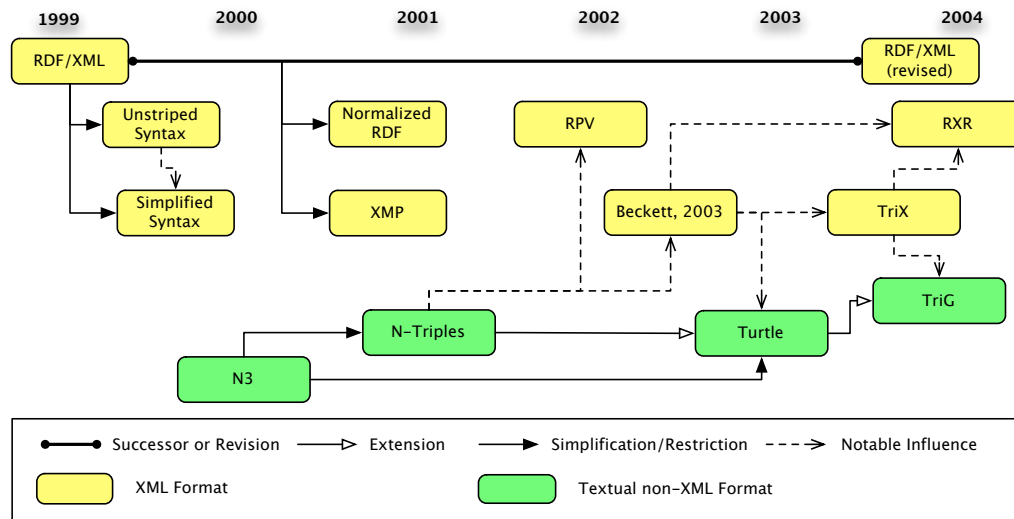 1999 2000 2001 2002 2003 2004
RDF/XML
RDF/XML
(revised)
Unstriped
Syntax
Normalized
RDF
RPV
RXR
Simplified
Syntax
XMP
Beckett, 2003
TriX
TriG
N-Triples
Turtle
N3
Successor or Revision
Extension
Simplification/Restriction
Notable Influence
XML Format
Textual non-XML Format